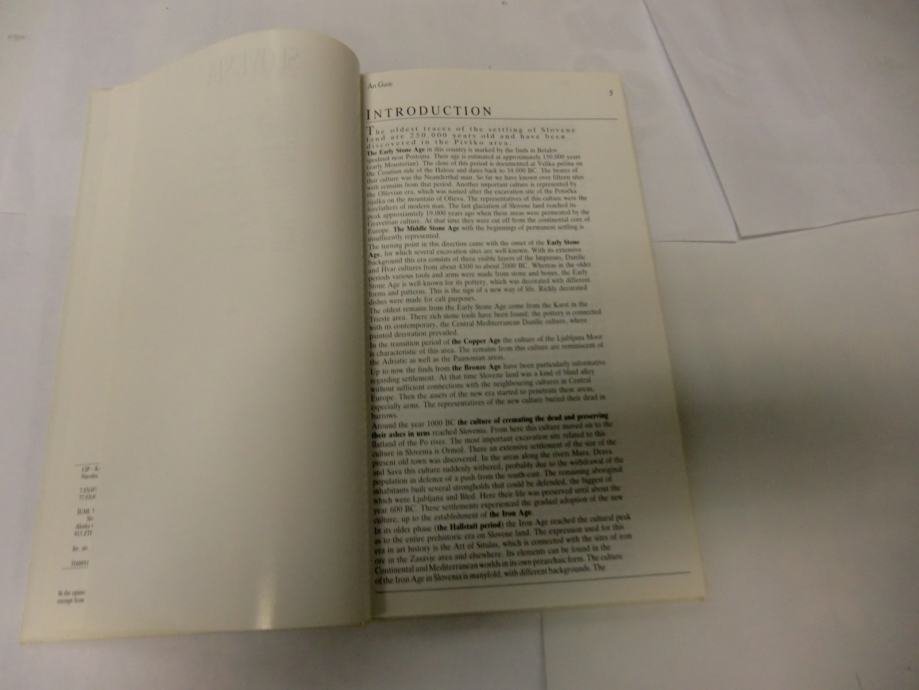 Art Guide
5
INTRODUCTION
The oldest traces of the settling of Slovene
land are 250.000 years old and have been
discovered in the Pivško area.
The Early Stone Age in this country is marked by the finds in Betalov
spodmol near Postojna. Their age is estimated at approximately 150.000 years
(early Mousterian). The close of this period is documented at Velika pečina on
the Croatian side of the Haloze and dates back to 34.000 BC. The bearer of
their culture was the Neanderthal man. So far we have known over fifteen sites
with remains from that period. Another important culture is represented by
the Olševian era, which was named after the excavation site of the Potočka
zijalka on the mountain of Olševa. The representatives of this culture were the
forefathers of modern man. The last glaciation of Slovene land reached its
peak approximately 19.000 years ago when these areas were permeated by the
Gravettian culture. At that time they were cut off from the continental core of
Europe. The Middle Stone Age with the beginnings of permanent settling is
insufficiently represented.
The turning point in this direction came with the onset of the Early Stone
Age, for which several excavation sites are well known. With its extensive
background this era consists of three visible layers of the Impresso, Danilo
and Hvar cultures from about 4300 to about 2000 BC. Whereas in the older
periods various tools and arms were made from stone and bones, the Early
Stone Age is well-known for its pottery, which was decorated with different
forms and patterns. This is the sign of a new way of life. Richly decorated
dishes were made for cult purposes.
The oldest remains from the Early Stone Age come from the Karst in the
Trieste area. There rich stone tools have been found; the pottery is connected
with its contemporary, the Central Mediterranean Danilo culture, where
painted decoration prevailed.
In the transition period of the Copper Age the culture of the Ljubljana Moor
is characteristic of this area. The remains from this culture are reminiscent of
the Adriatic as well as the Pannonian areas.
Up to now the finds from the Bronze Age have been particularly informative
regarding settlement. At that time Slovene land was a kind of blind alley
without sufficient connections with the neighbouring cultures in Central
Europe. Then the assets of the new era started to penetrate these areas,
especially arms. The representatives of the new culture buried their dead in
barrows.
Around the year 1000 BC the culture of cremating the dead and preserving
their ashes in urns reached Slovenia. From here this culture moved on to the
flatland of the Po river. The most important excavation site related to this
culture in Slovenia is Ormož. There an extensive settlement of the size of the
present old town was discovered. In the areas along the rivers Mura, Drava
and Sava this culture suddenly withered, probably due to the withdrawal of the
population in defence of a push from the south-east. The remaining aboriginal
inhabitants built several strongholds that could be defended, the biggest of
which were Ljubljana and Bled. Here their life was preserved until about the
year 600 BC. These settlements experienced the gradual adoption of the new
culture, up to the establishment of the Iron Age.
In its older phase (the Hallstatt period) the Iron Age reached the cultural peak
as to the entire prehistoric era on Slovene land. The expression used for this
era in art history is the Art of Situlas, which is connected with the sites of iron
ore in the Zasavje area and elsewhere. Its elements can be found in the
Continental and Mediterranean worlds in its own prearchaic form. The culture
of the Iron Age in Slovenia is manyfold, with different backgrounds. The